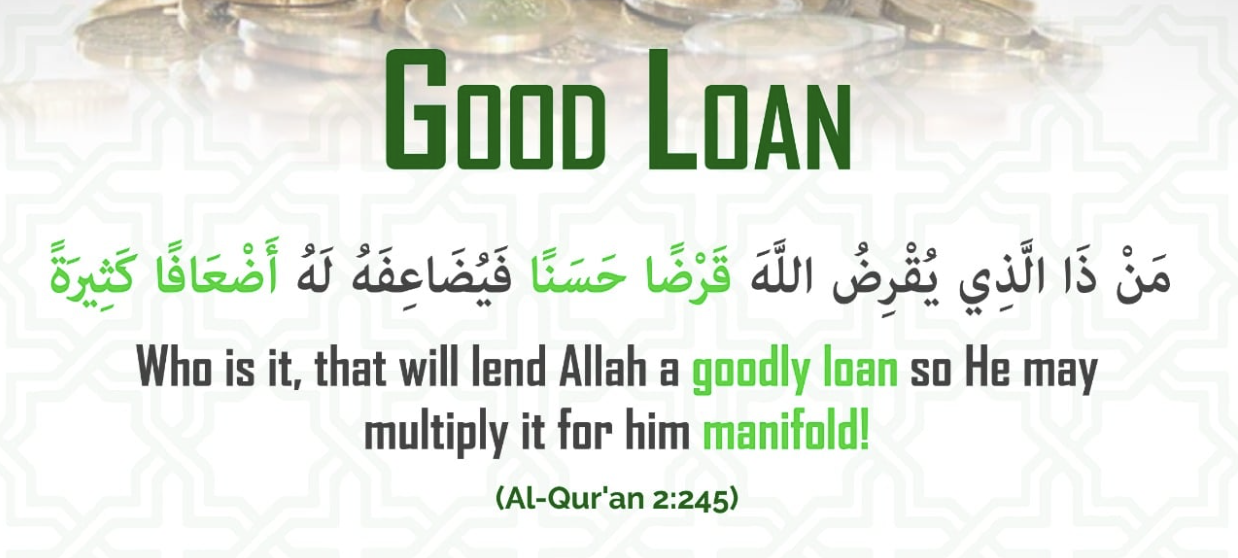 Good Loan
مَنْ ذَا الَّذِي يُقْرِضُ اللَّهَ قَرْضًا حَسَنًا فَيُضَاعِفَهُ لَهُ أَضْعَافًا كَثِيرَةً
Who is it, that will lend Allah a goodly loan so He may
multiply it for him manifold!
(Al-Qur'an 2:245)